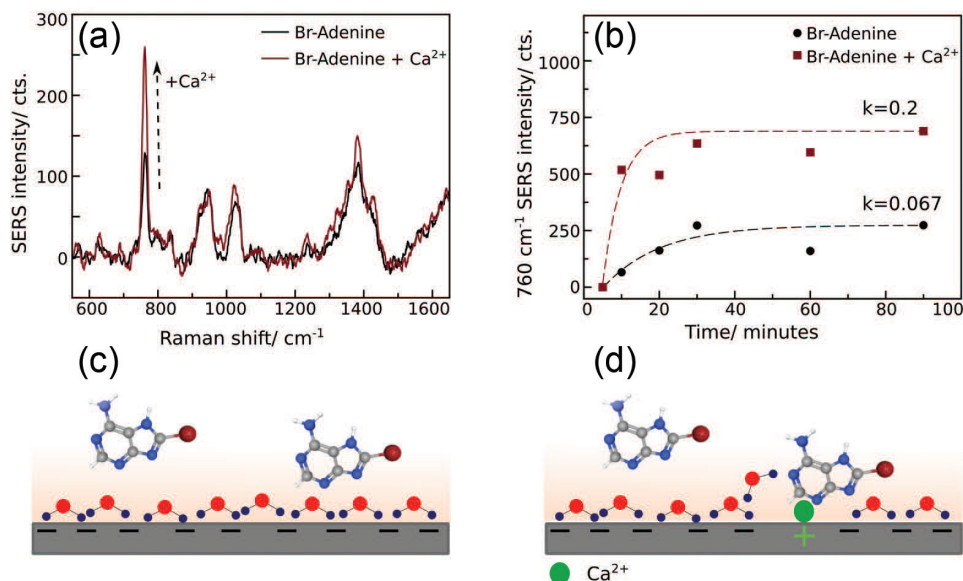 (a)
Br-Adenine
Br-Adenine + Ca²⁺
+Ca²⁺
SERS intensity/ cts.
300
200
100
0
600 800 1000 1200 1400 1600
Raman shift/ cm⁻¹
(b)
Br-Adenine
Br-Adenine + Ca²⁺
k=0.2
k=0.067
760 cm⁻¹ SERS intensity/ cts.
1000
750
500
250
0
0 20 40 60 80 100
Time/ minutes
(c)
(d)
+
Ca²⁺